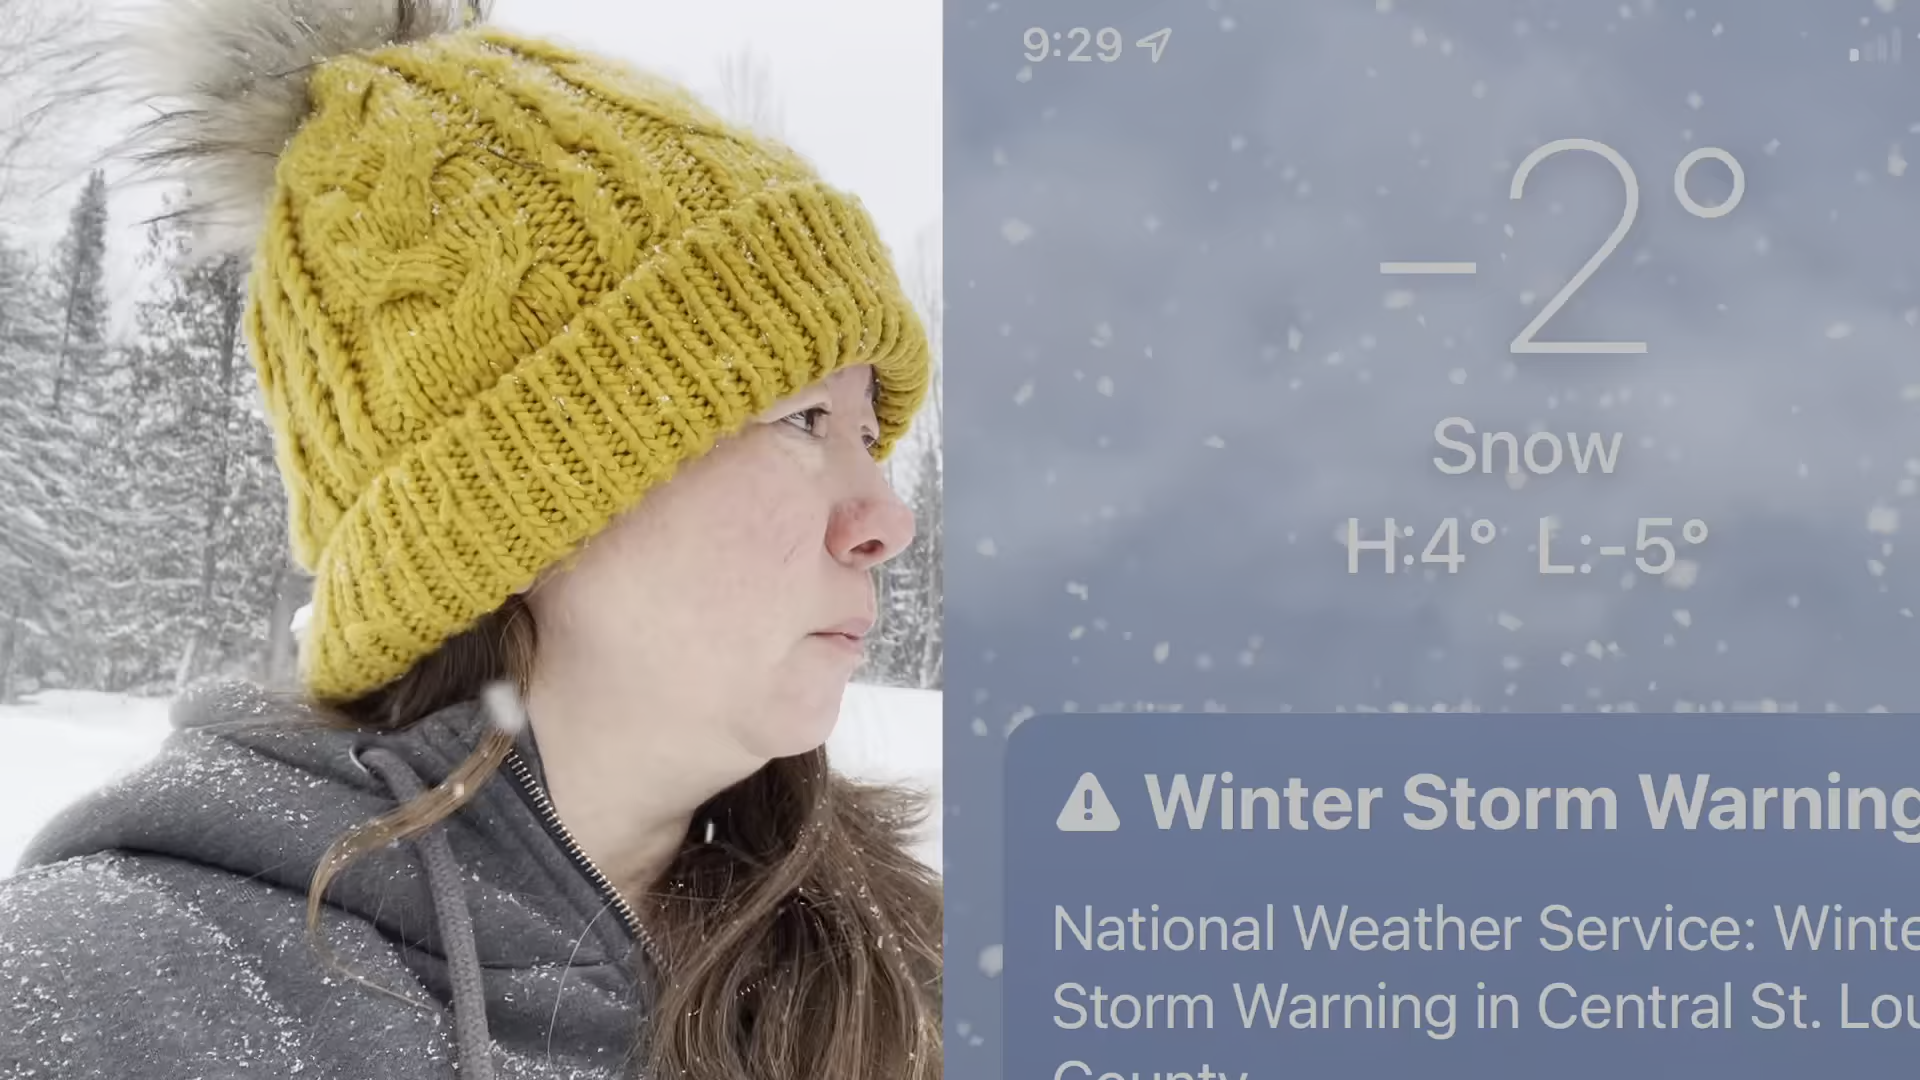 9:29
–2°
Snow
H:4° L:-5°
Winter Storm Warning
National Weather Service: Winte
Storm Warning in Central St. Lou
County